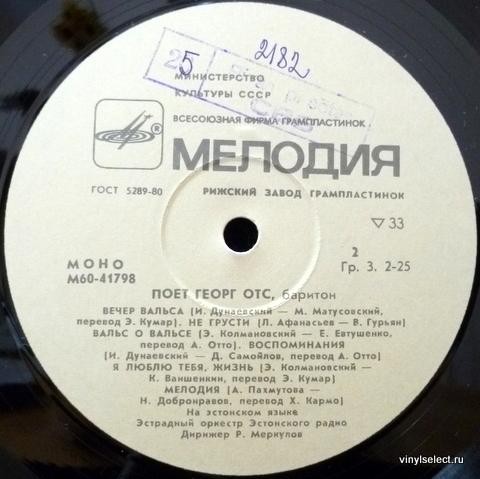 25
2182
МИНИСТЕРСТВО
КУЛЬТУРЫ СССР
ВСЕСОЮЗНАЯ ФИРМА ГРАМПЛАСТИНОК
® МЕЛОДИЯ
ГОСТ 5289-80 РИЖСКИЙ ЗАВОД ГРАМПЛАСТИНОК
▽33
МОНО
М60-41798
2
Гр. 3. 2-25
ПОЕТ ГЕОРГ ОТС, баритон
ВЕЧЕР ВАЛЬСА (И. Дунаевский — М. Матусовский,
перевод Э. Кумар). НЕ ГРУСТИ (Л. Афанасьев — В. Гурьян)
ВАЛЬС О ВАЛЬСЕ (Э. Колмановский — Е. Евтушенко,
перевод А. Отто). ВОСПОМИНАНИЯ
(И. Дунаевский — Д. Самойлов, перевод А. Отто)
Я ЛЮБЛЮ ТЕБЯ, ЖИЗНЬ (Э. Колмановский —
К. Ваншенкин, перевод Э. Кумар)
МЕЛОДИЯ (А. Пахмутова —
Н. Добронравов, перевод Х. Кармо)
На эстонском языке
Эстрадный оркестр Эстонского радио
Дирижер Р. Меркулов
vinylselect.ru